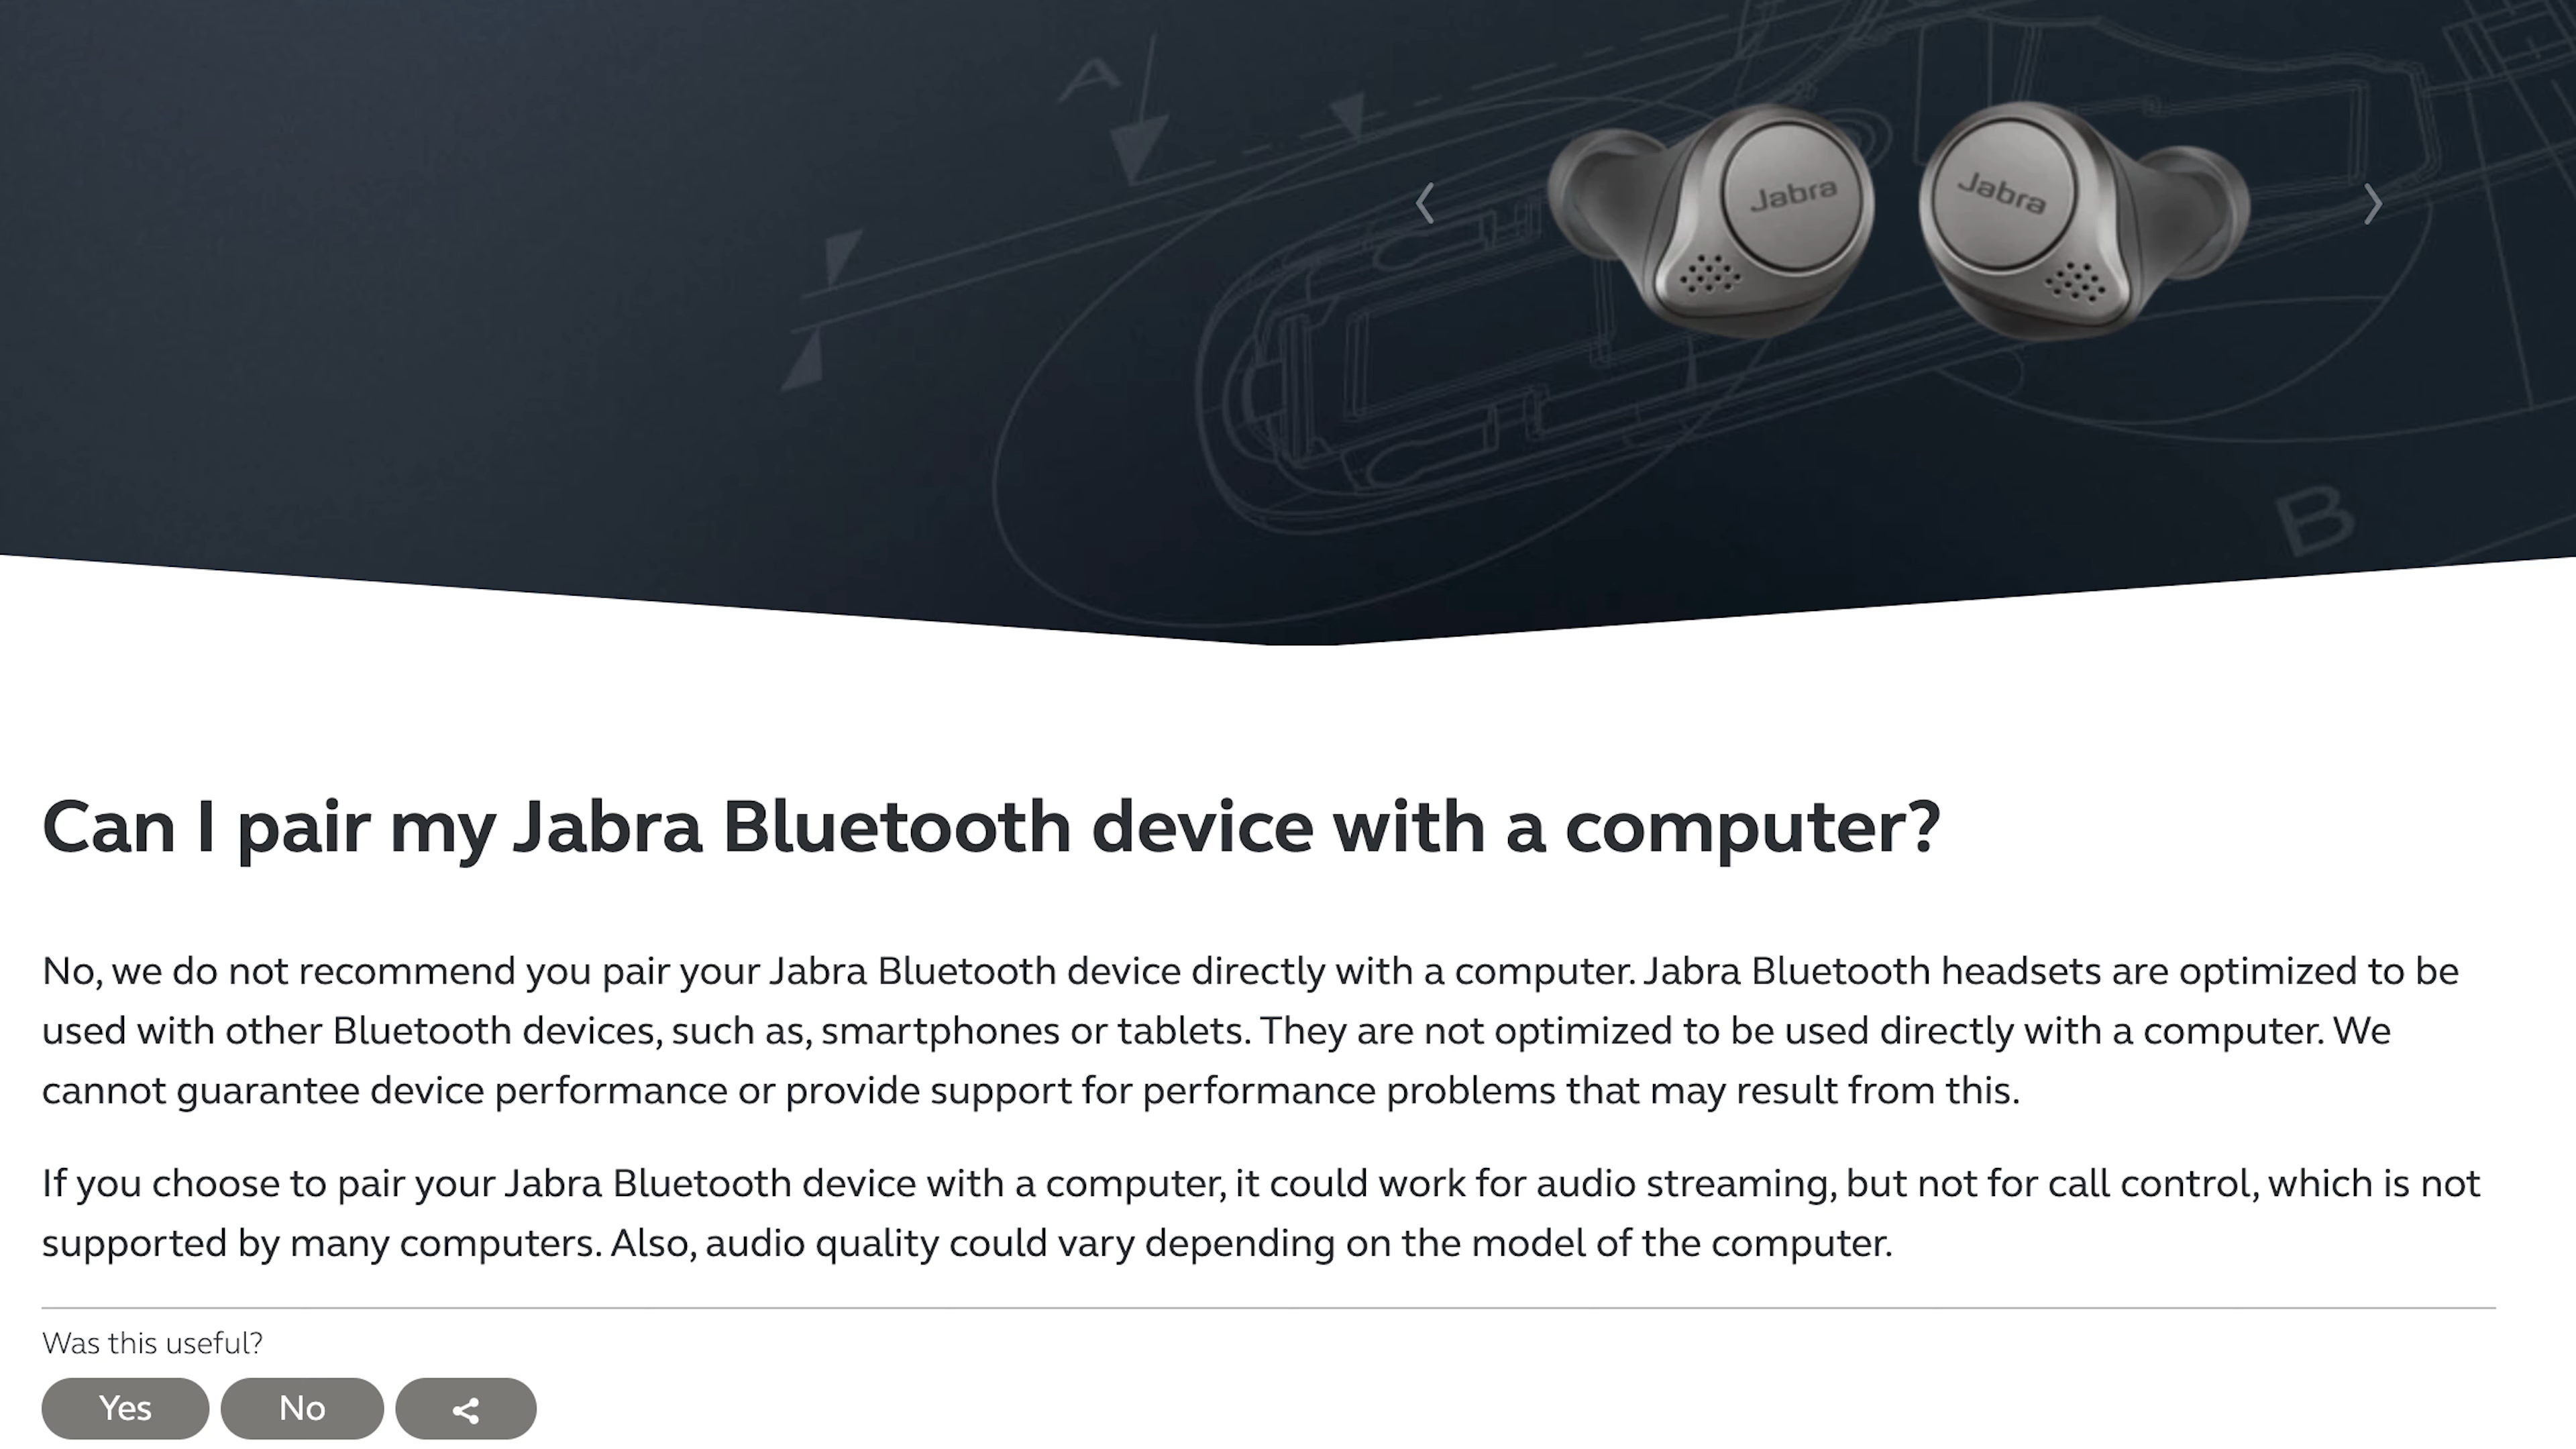 A
Jabra
Jabra
B
Can I pair my Jabra Bluetooth device with a computer?
No, we do not recommend you pair your Jabra Bluetooth device directly with a computer. Jabra Bluetooth headsets are optimized to be
used with other Bluetooth devices, such as, smartphones or tablets. They are not optimized to be used directly with a computer. We
cannot guarantee device performance or provide support for performance problems that may result from this.
If you choose to pair your Jabra Bluetooth device with a computer, it could work for audio streaming, but not for call control, which is not
supported by many computers. Also, audio quality could vary depending on the model of the computer.
Was this useful?
Yes No